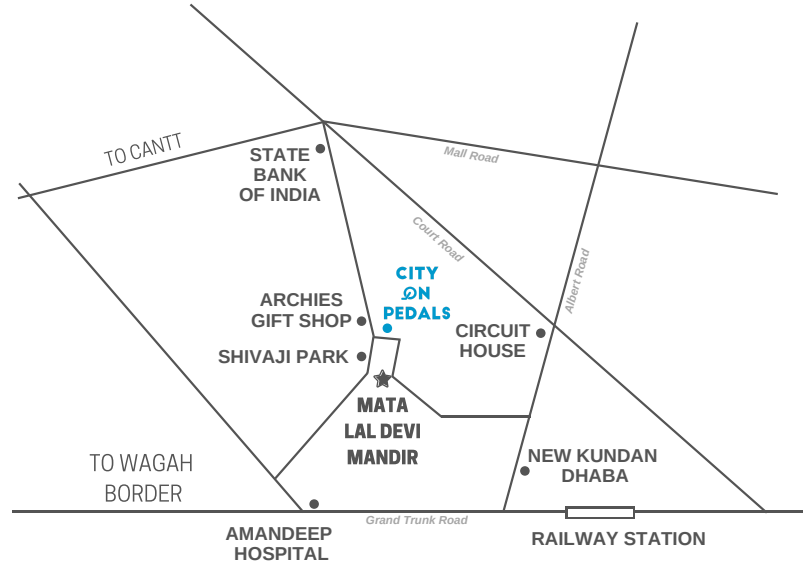 TO CANTT
STATE
BANK
OF INDIA
Mall Road
Court Road
Albert Road
CITY
ON
PEDALS
ARCHIES
GIFT SHOP
SHIVAJI PARK
CIRCUIT
HOUSE
MATA
LAL DEVI
MANDIR
TO WAGAH
BORDER
NEW KUNDAN
DHABA
Grand Trunk Road
AMANDEEP
HOSPITAL
RAILWAY STATION